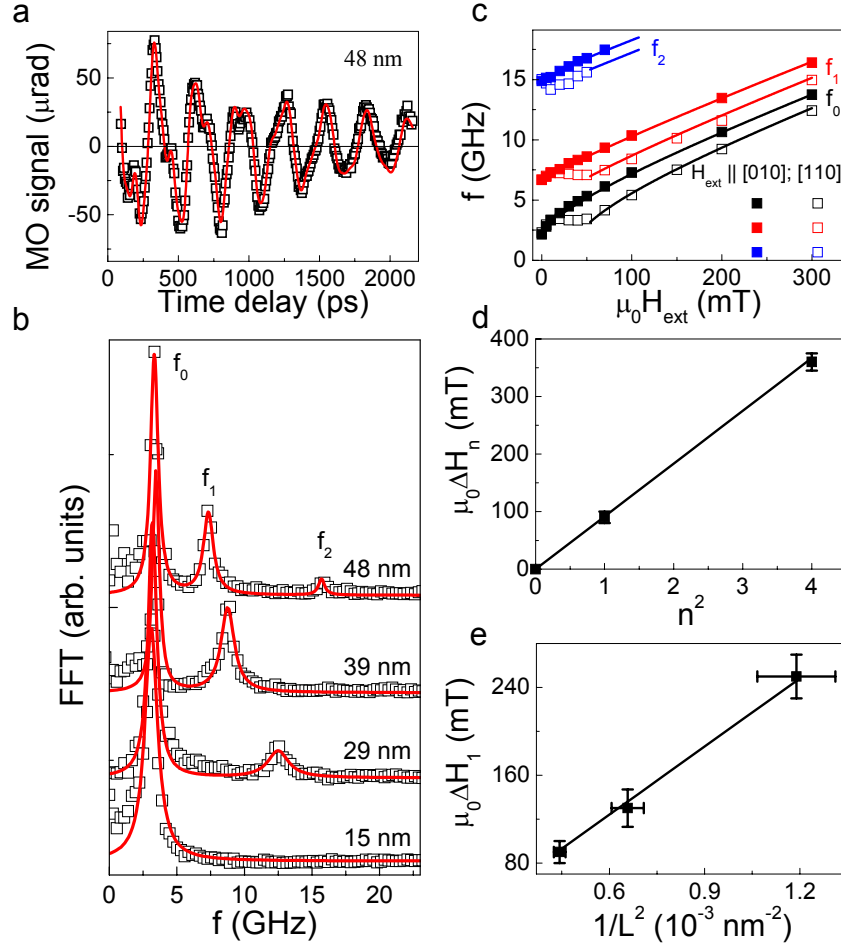 a
48 nm
75
50
25
0
-25
-50
MO signal (μrad)
0 500 1000 1500 2000
Time delay (ps)
b
f0
f1
f2
48 nm
39 nm
29 nm
15 nm
FFT (arb. units)
0 5 10 15 20
f (GHz)
c
f2
f1
f0
20
15
10
5
0
f (GHz)
Hext || [010]; [110]
0 100 200 300
μ0Hext (mT)
d
400
300
200
100
0
μ0ΔHn (mT)
0 1 2 3 4
n²
e
240
160
80
μ0ΔH1 (mT)
0.6 0.9 1.2
1/L² (10⁻³ nm⁻²)